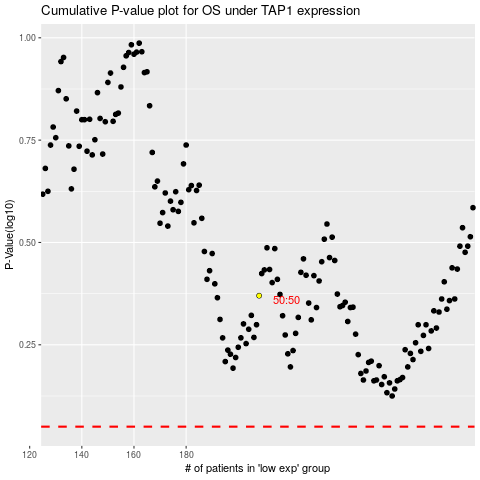 Cumulative P-value plot for OS under TAP1 expression
1.00
0.75
0.50
0.25
P-Value(log10)
50:50
120 140 160 180
# of patients in 'low exp' group